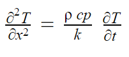 ∂²T/∂x² = ρ cp/k ∂T/∂t